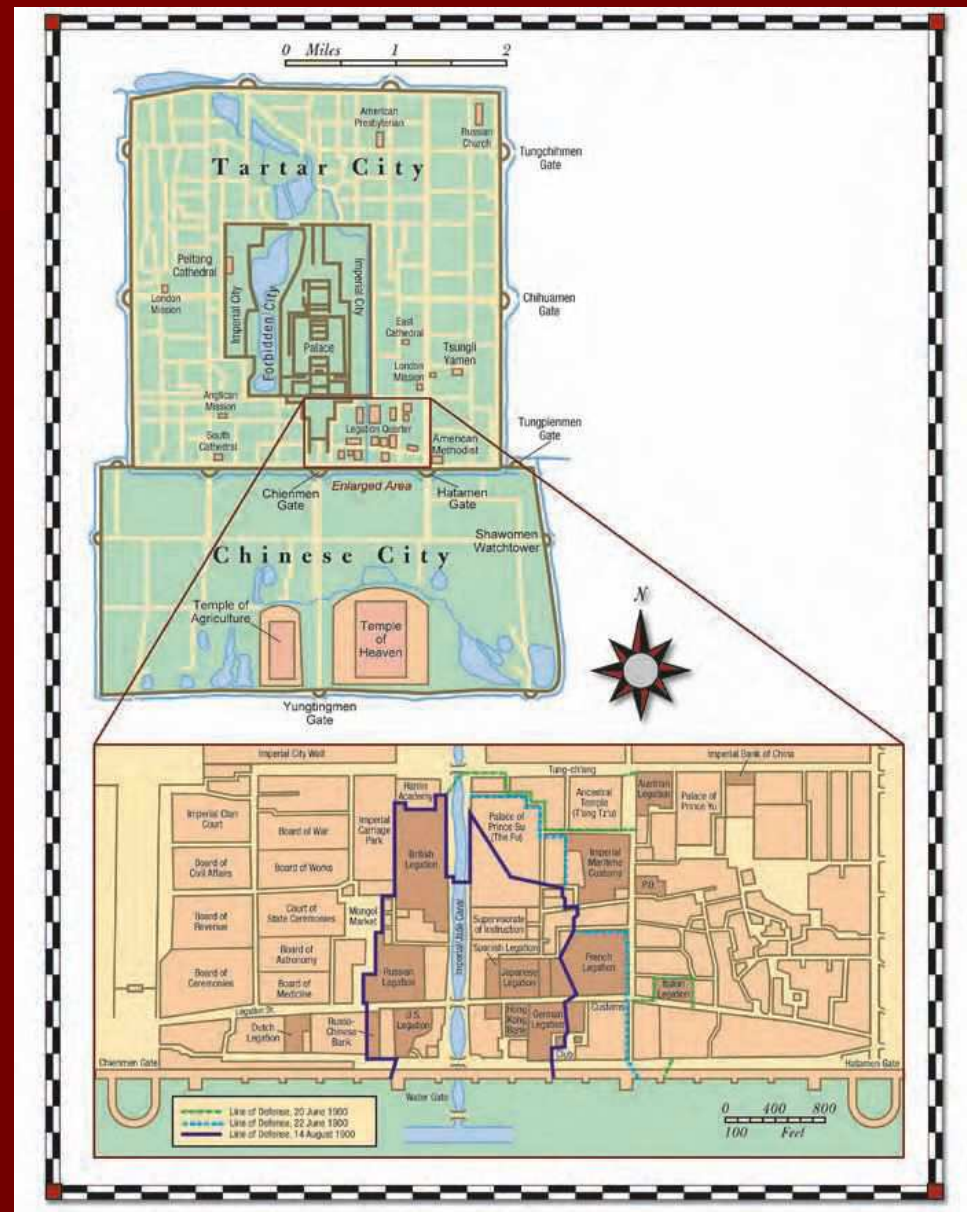 0 Miles 1 2
American
Presbyterian
Russian
Church
Tungchihmen
Gate
Tartar City
Peitang
Cathedral
London
Mission
Imperial City
Forbidden City
Palace
Imperial City
Chihuamen
Gate
East
Cathedral
Tsungli
Yamen
London
Mission
Anglican
Mission
South
Cathedral
Legation Quarter
American
Methodist
Tungpienmen
Gate
Chienmen
Gate
Enlarged Area
Hatamen
Gate
Shawomen
Watchtower
Chinese City
Temple of
Agriculture
Temple
of
Heaven
N
Yungtingmen
Gate
Imperial City Wall
Imperial Bank of China
Hanlin
Academy
Ancestral
Temple
Austrian
Legation
Palace of
Prince Yu
Imperial Clan
Court
Board of War
Imperial
Carriage
Park
British
Legation
Palace of
Prince Su
(The Fu)
Imperial
Maritime
Customs
Board of
Civil Affairs
Board of
Works
P.O.
Board of
Revenue
Court of
State Ceremonies
Mongol
Market
Imperial Jade Canal
Supervisorate
of Instruction
Board of
Astronomy
Spanish Legation
French
Legation
Board of
Ceremonies
Board of
Medicine
Russian
Legation
Japanese
Legation
Italian
Legation
Legation St.
Dutch
Legation
Russo-
Chinese
Bank
U.S.
Legation
Hong
Kong
Bank
German
Legation
Customs
Club
Chienmen Gate
Hatamen Gate
Water Gate
Line of Defense, 20 June 1900
Line of Defense, 22 June 1900
Line of Defense, 14 August 1900
0 400 800
100 Feet